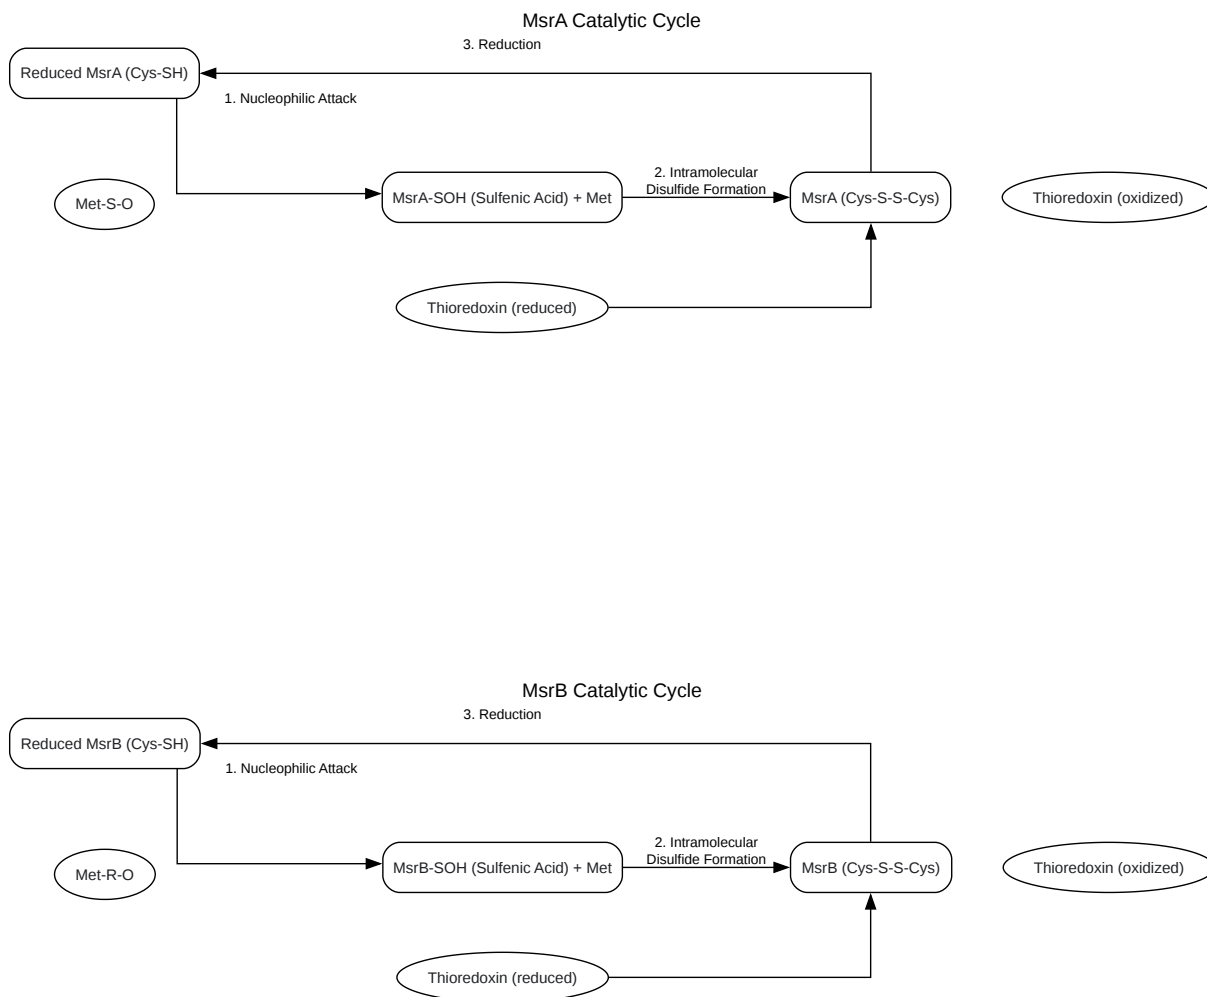 MsrA Catalytic Cycle
3. Reduction
Reduced MsrA (Cys-SH)
1. Nucleophilic Attack
2. Intramolecular
Disulfide Formation
Met-S-O
MsrA-SOH (Sulfenic Acid) + Met
MsrA (Cys-S-S-Cys)
Thioredoxin (oxidized)
Thioredoxin (reduced)
MsrB Catalytic Cycle
3. Reduction
Reduced MsrB (Cys-SH)
1. Nucleophilic Attack
2. Intramolecular
Disulfide Formation
Met-R-O
MsrB-SOH (Sulfenic Acid) + Met
MsrB (Cys-S-S-Cys)
Thioredoxin (oxidized)
Thioredoxin (reduced)